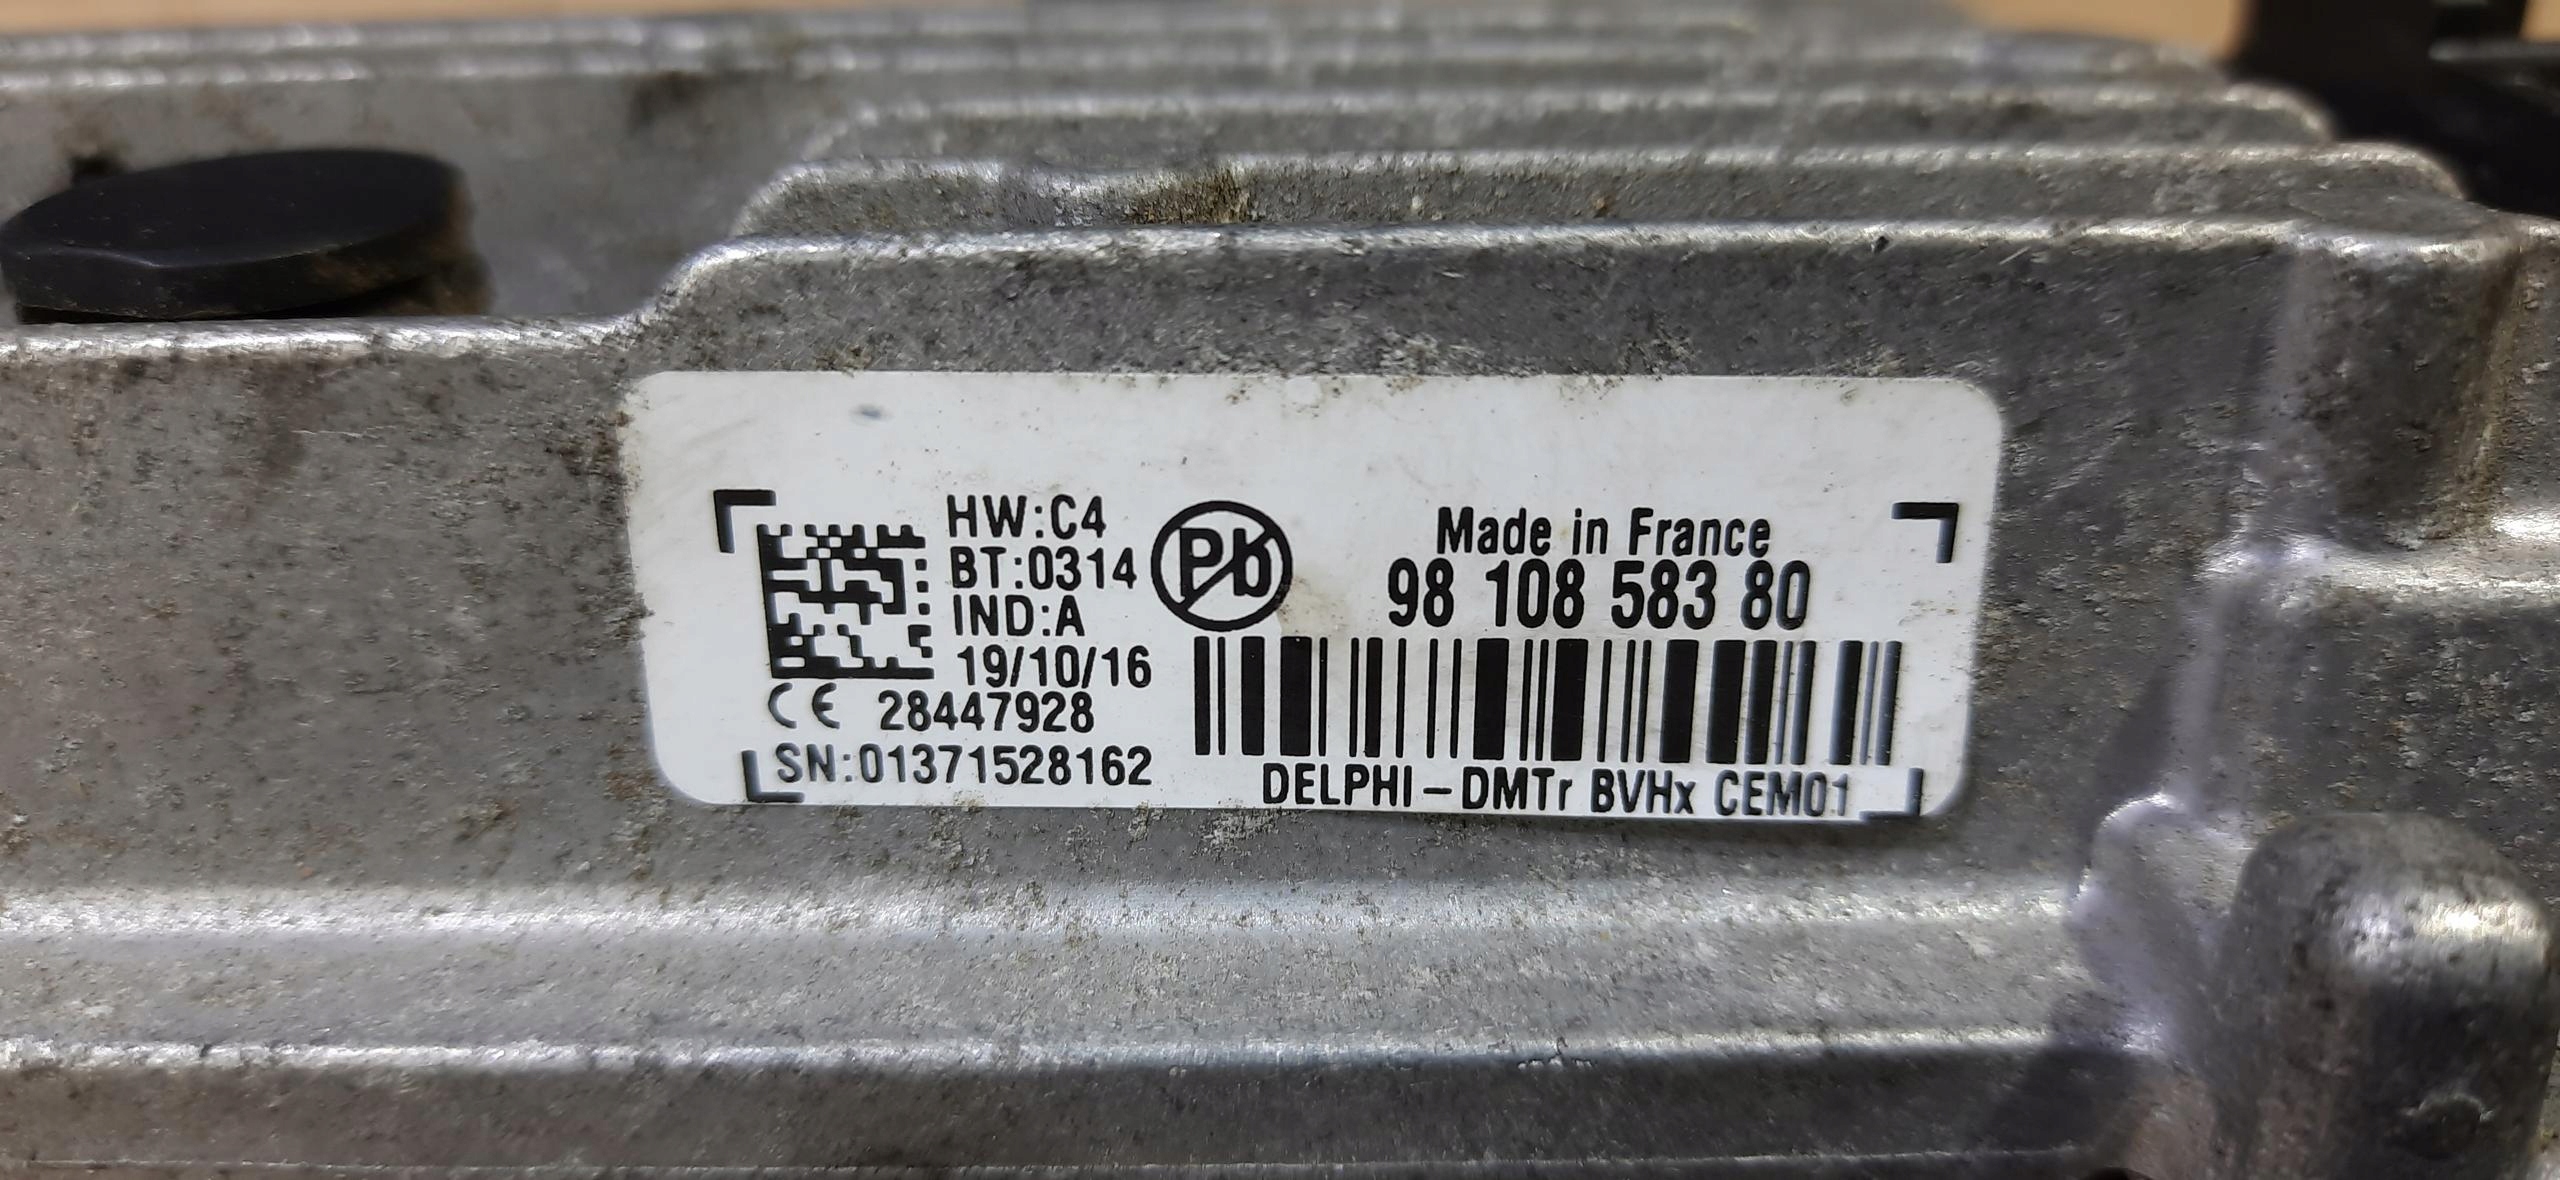 HW:C4
BT:0314
IND:A
19/10/16
CE 28447928
SN:01371528162
Pb
Made in France
98 108 583 80
DELPHI-DMTr BVHx CEM01